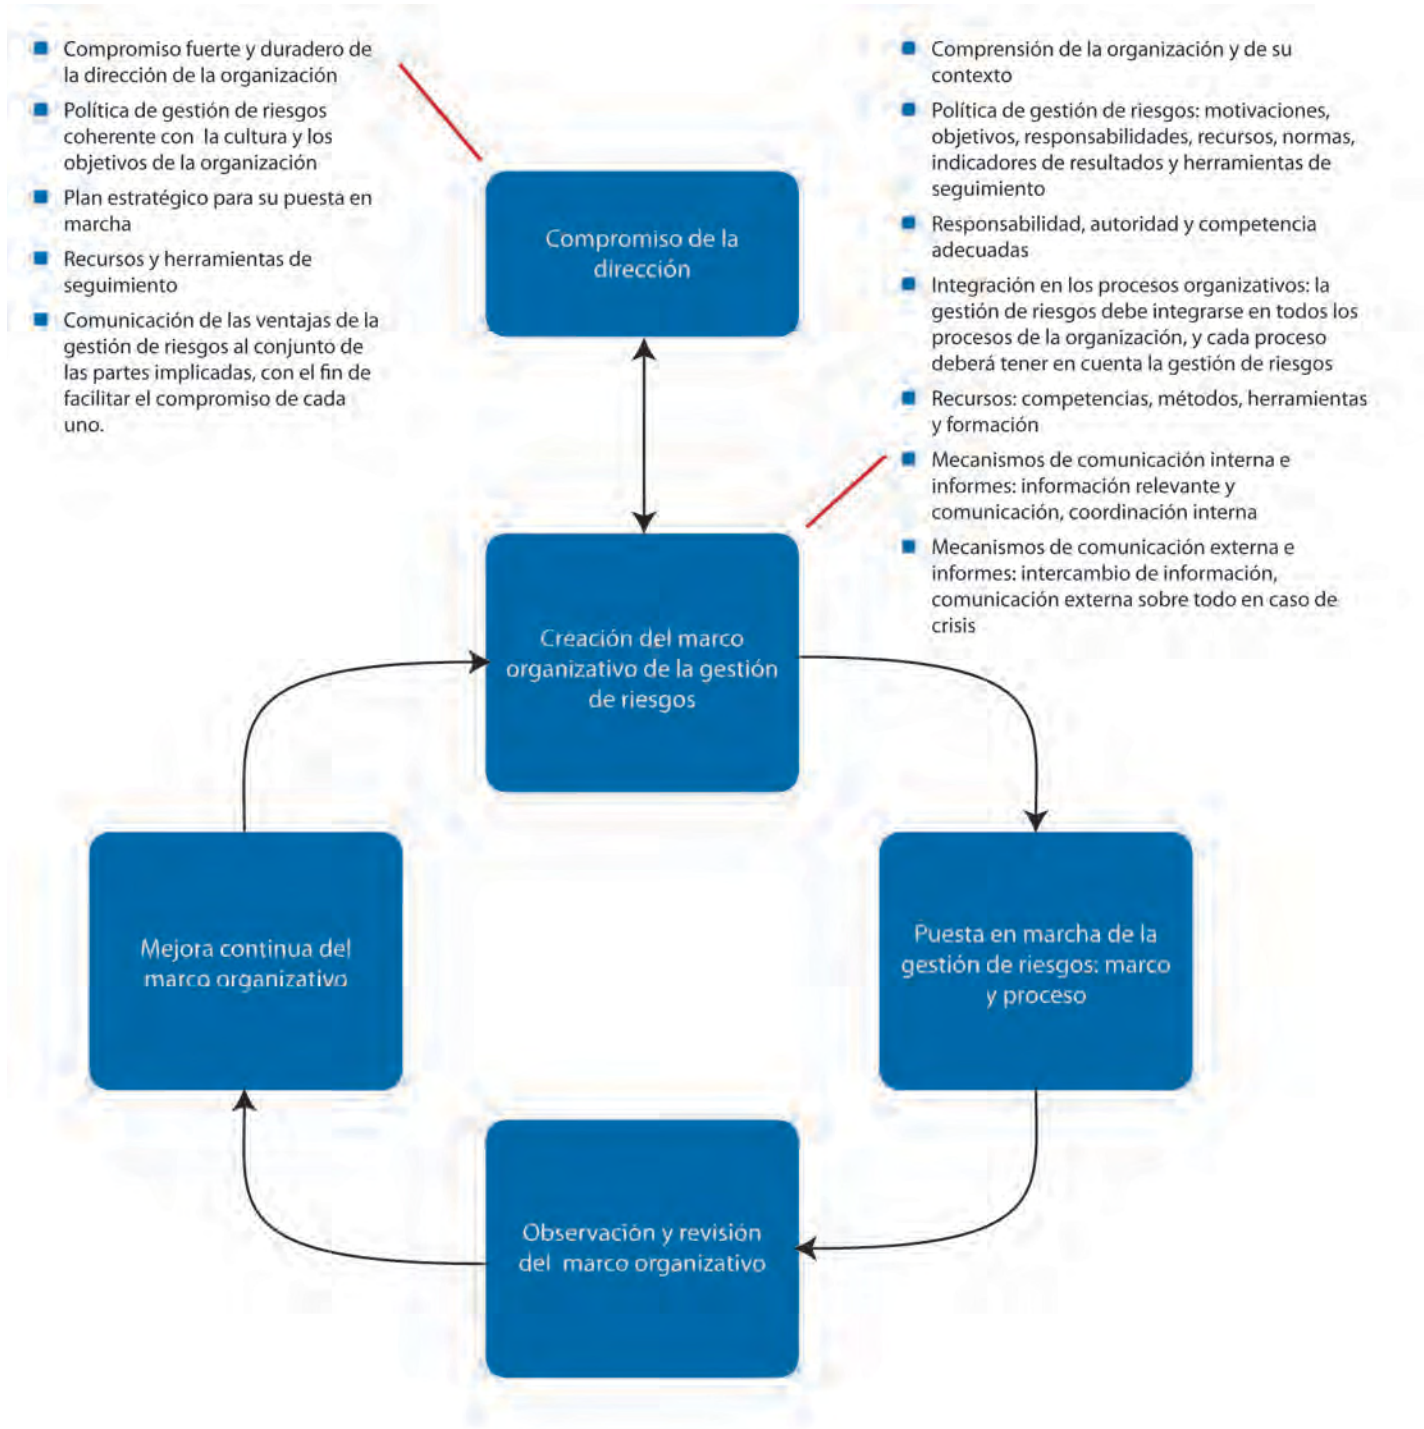 Compromiso fuerte y duradero de
la dirección de la organización
Política de gestión de riesgos
coherente con la cultura y los
objetivos de la organización
Plan estratégico para su puesta en
marcha
Recursos y herramientas de
seguimiento
Comunicación de las ventajas de la
gestión de riesgos al conjunto de
las partes implicadas, con el fin de
facilitar el compromiso de cada
uno.
Comprensión de la organización y de su
contexto
Política de gestión de riesgos: motivaciones,
objetivos, responsabilidades, recursos, normas,
indicadores de resultados y herramientas de
seguimiento
Responsabilidad, autoridad y competencia
adecuadas
Integración en los procesos organizativos: la
gestión de riesgos debe integrarse en todos los
procesos de la organización, y cada proceso
deberá tener en cuenta la gestión de riesgos
Recursos: competencias, métodos, herramientas
y formación
Mecanismos de comunicación interna e
informes: información relevante y
comunicación, coordinación interna
Mecanismos de comunicación externa e
informes: intercambio de información,
comunicación externa sobre todo en caso de
crisis
Compromiso de la
dirección
Creación del marco
organizativo de la gestión
de riesgos
Puesta en marcha de la
gestión de riesgos: marco
y proceso
Observación y revisión
del marco organizativo
Mejora continua del
marco organizativo